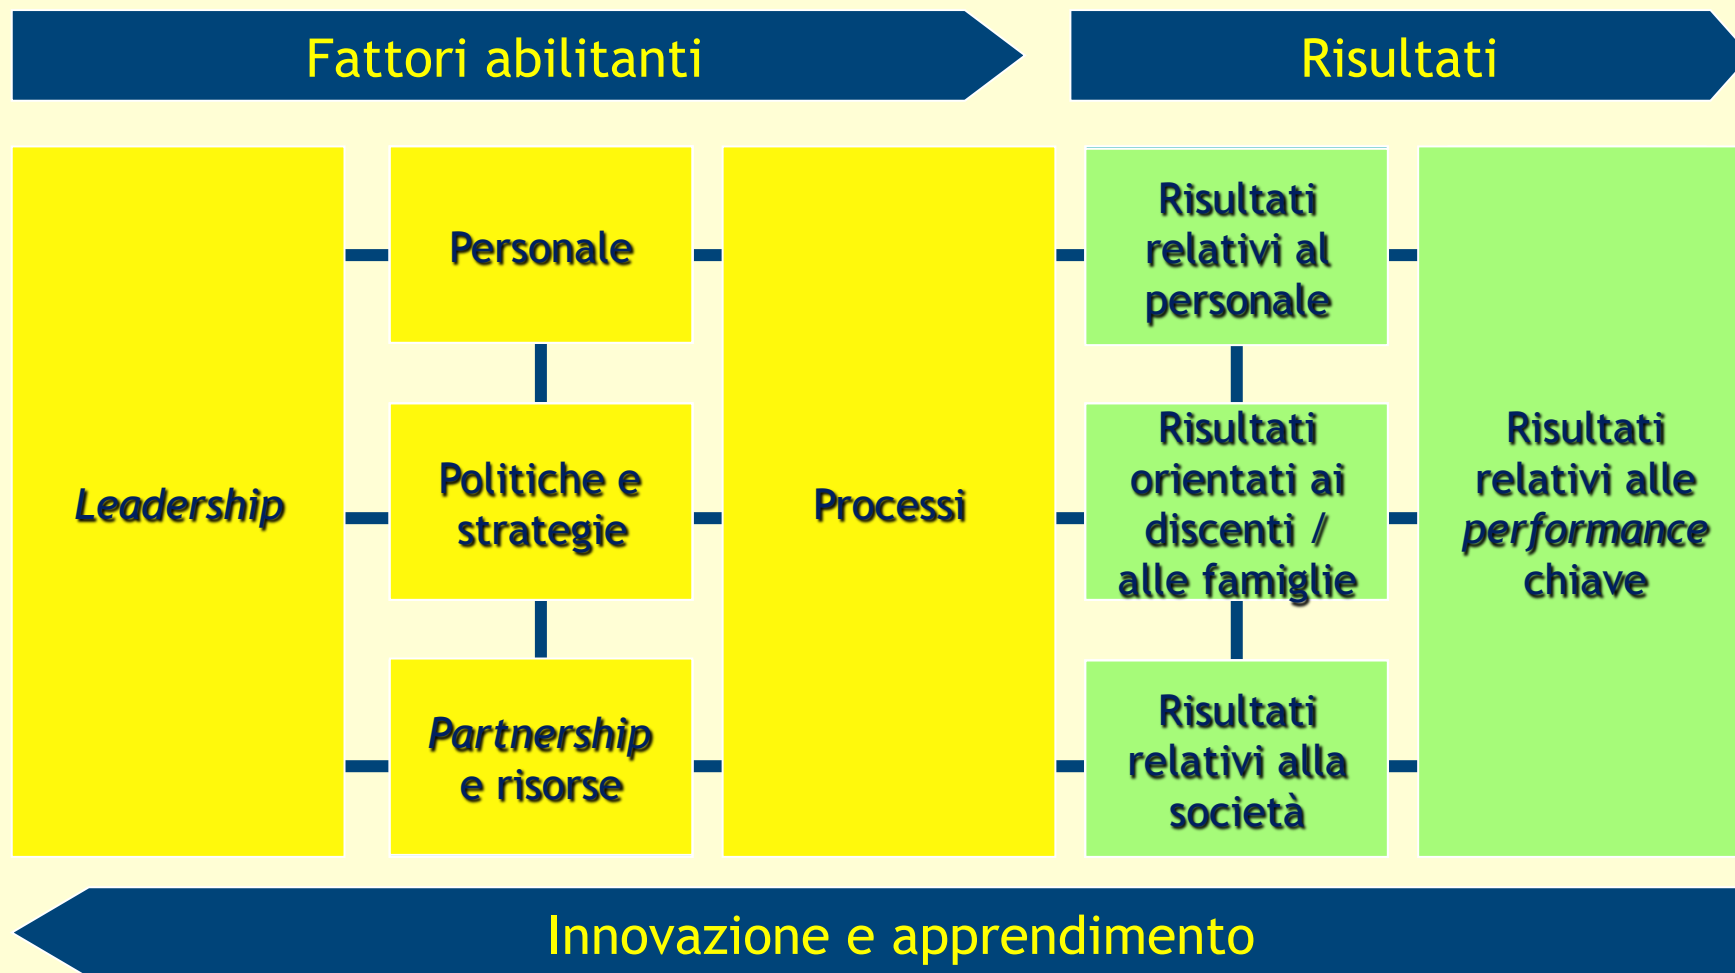 Fattori abilitanti
Risultati
Leadership
Personale
Politiche e
strategie
Partnership
e risorse
Processi
Risultati
relativi al
personale
Risultati
orientati ai
discenti /
alle famiglie
Risultati
relativi alla
società
Risultati
relativi alle
performance
chiave
Innovazione e apprendimento